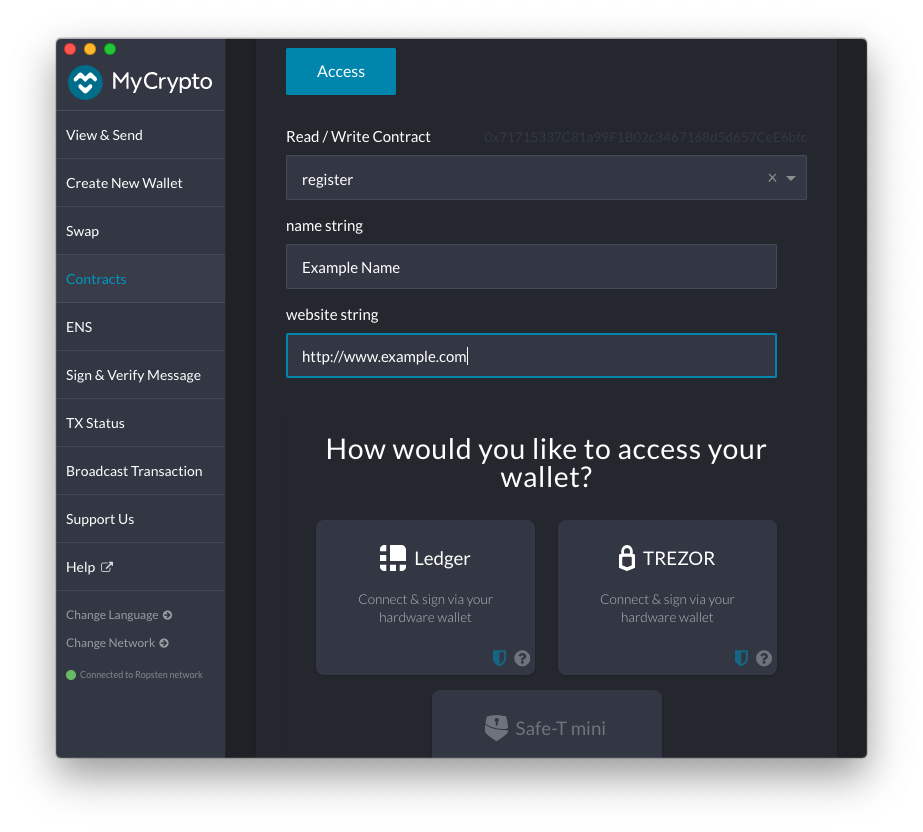 MyCrypto
View & Send
Create New Wallet
Swap
Contracts
ENS
Sign & Verify Message
TX Status
Broadcast Transaction
Support Us
Help
Change Language
Change Network
Connected to Ropsten network
Access
Read / Write Contract 0x71715337C81a99F1B02c3467168d5d657CeE6bfc
register
name string
Example Name
website string
http://www.example.com
How would you like to access your
wallet?
Ledger
Connect & sign via your
hardware wallet
TREZOR
Connect & sign via your
hardware wallet
Safe-T mini